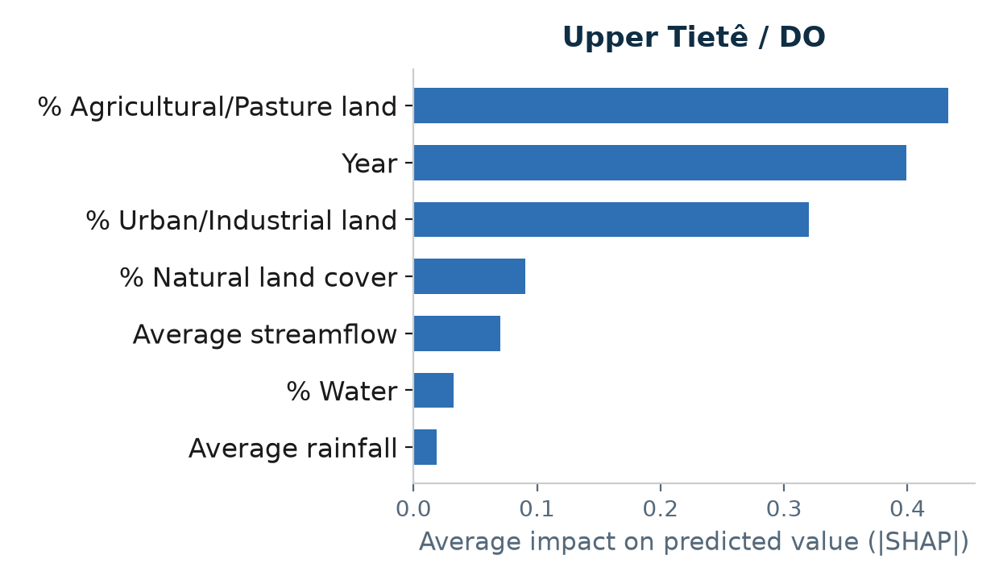 Upper Tietê / DO
% Agricultural/Pasture land
Year
% Urban/Industrial land
% Natural land cover
Average streamflow
% Water
Average rainfall
0.0 0.1 0.2 0.3 0.4
Average impact on predicted value (|SHAP|)